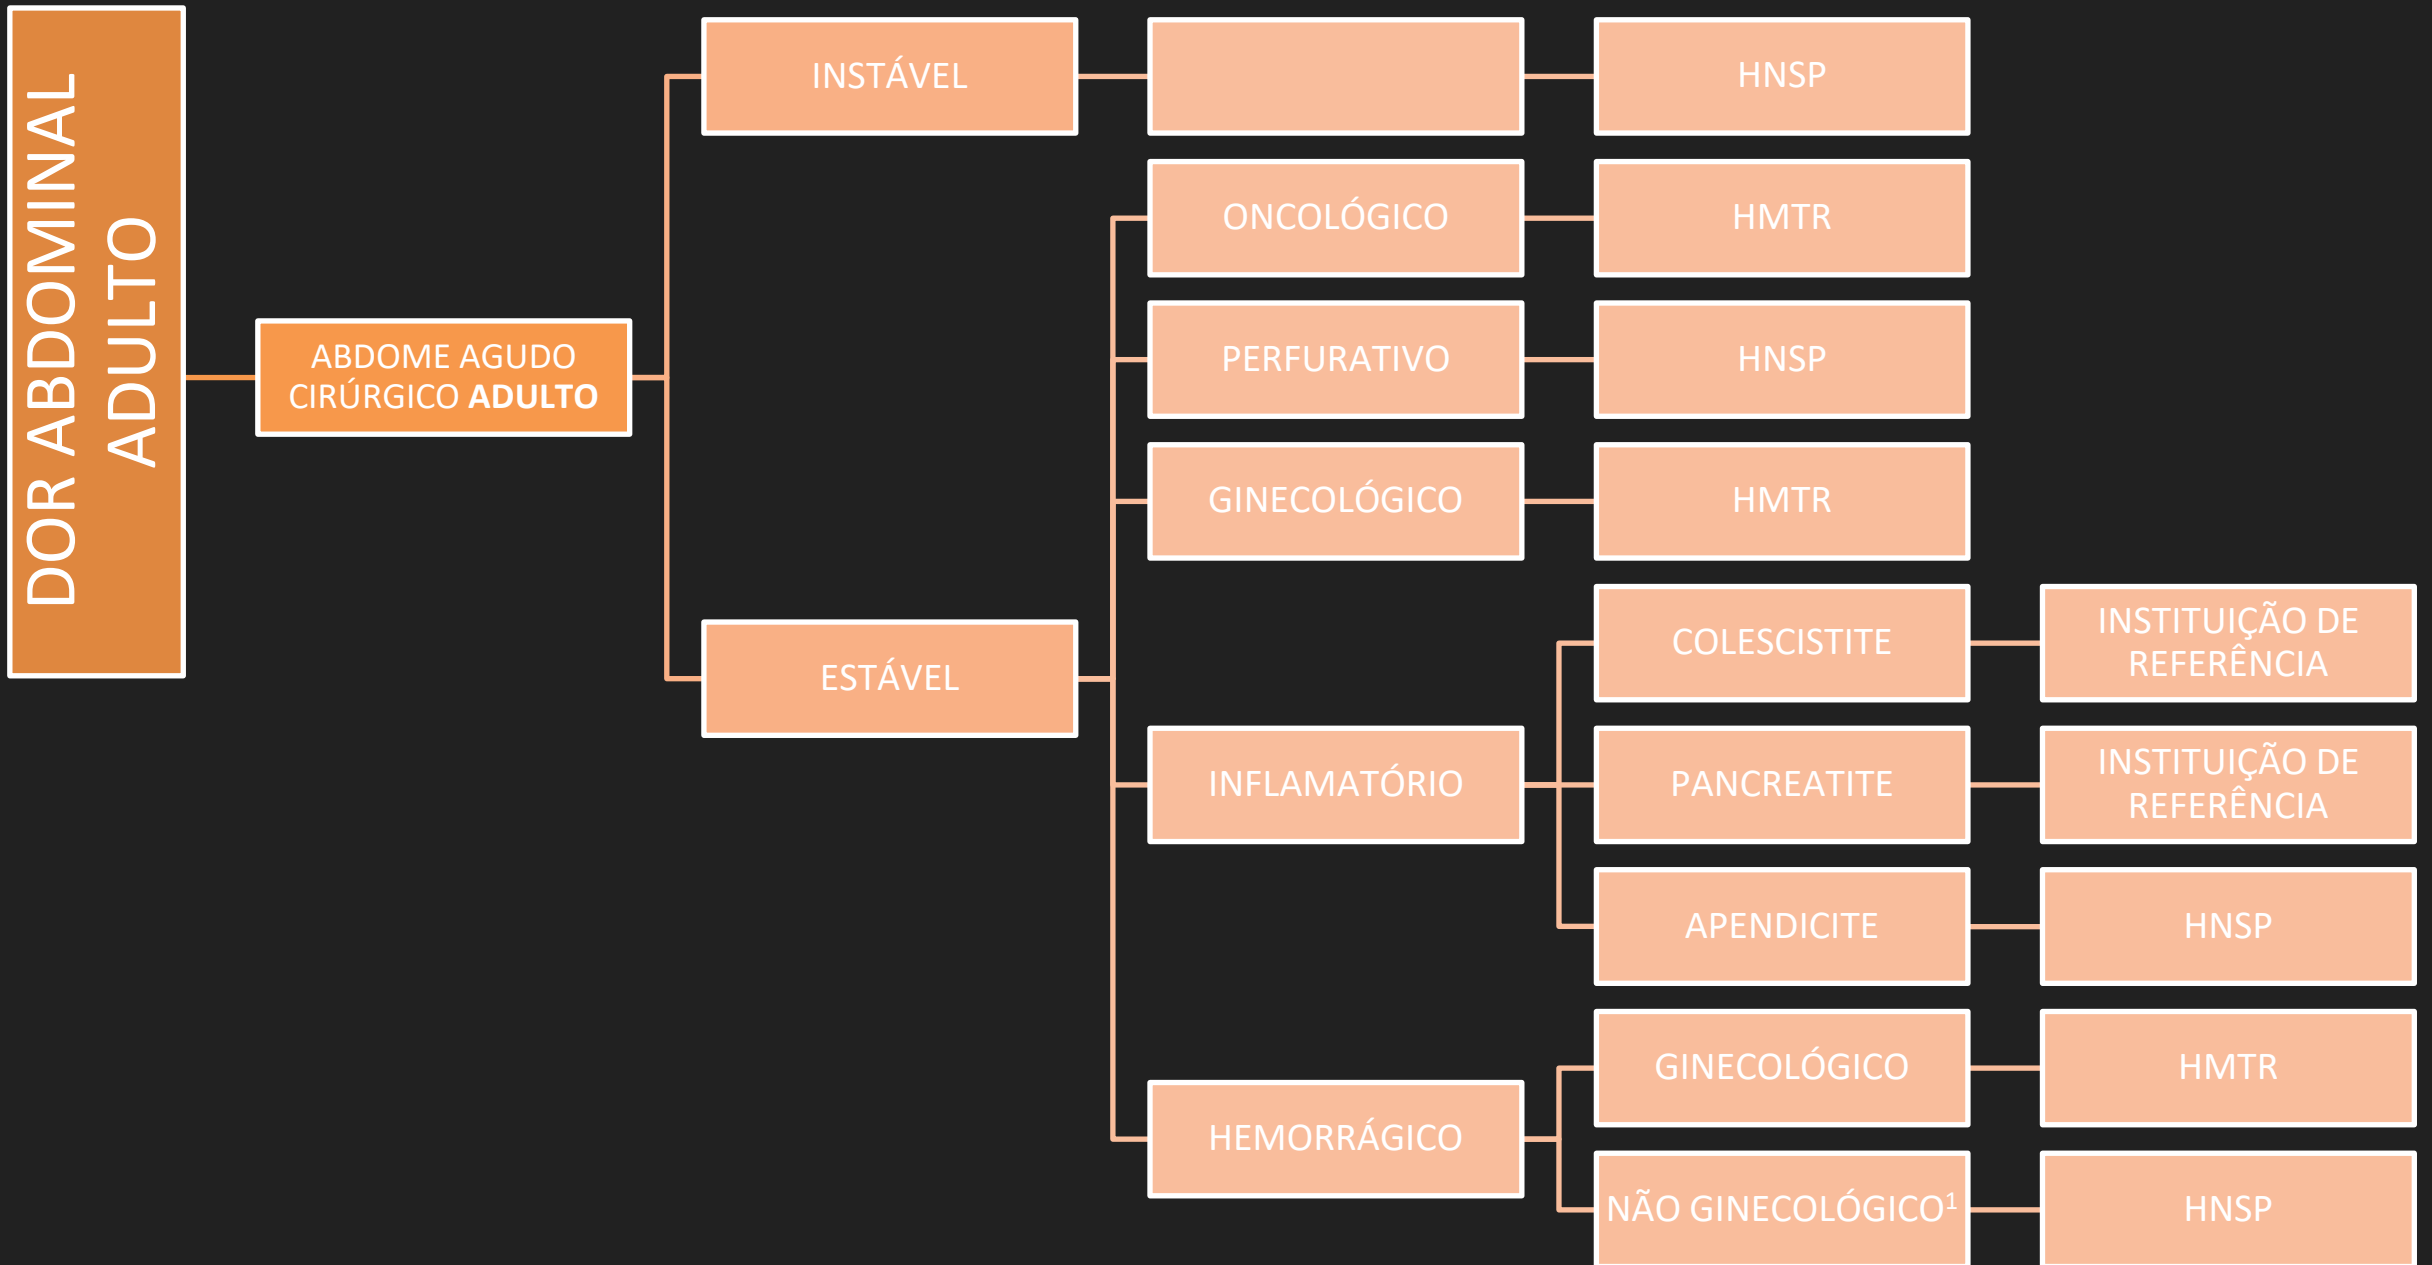 DOR ABDOMINAL
ADULTO
ABDOME AGUDO
CIRÚRGICO ADULTO
INSTÁVEL
HNSP
ESTÁVEL
ONCOLÓGICO
HMTR
PERFURATIVO
HNSP
GINECOLÓGICO
HMTR
INFLAMATÓRIO
COLESCISTITE
INSTITUIÇÃO DE
REFERÊNCIA
PANCREATITE
INSTITUIÇÃO DE
REFERÊNCIA
APENDICITE
HNSP
HEMORRÁGICO
GINECOLÓGICO
HMTR
NÃO GINECOLÓGICO¹
HNSP